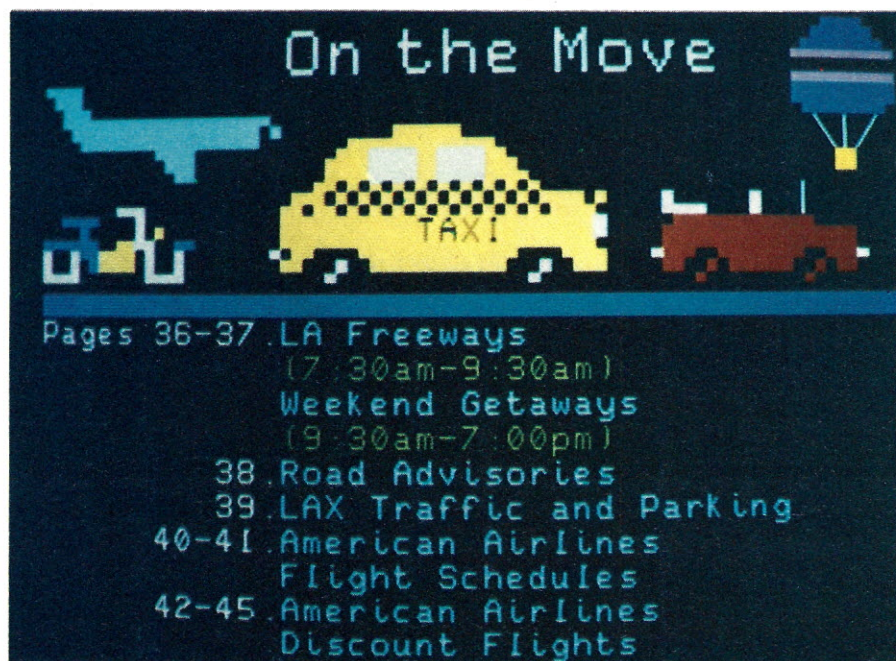 On the Move
TAXI
Pages 36-37.LA Freeways
(7:30am-9:30am)
Weekend Getaways
(9:30am-7:00pm)
38.Road Advisories
39.LAX Traffic and Parking
40-41.American Airlines
Flight Schedules
42-45.American Airlines
Discount Flights